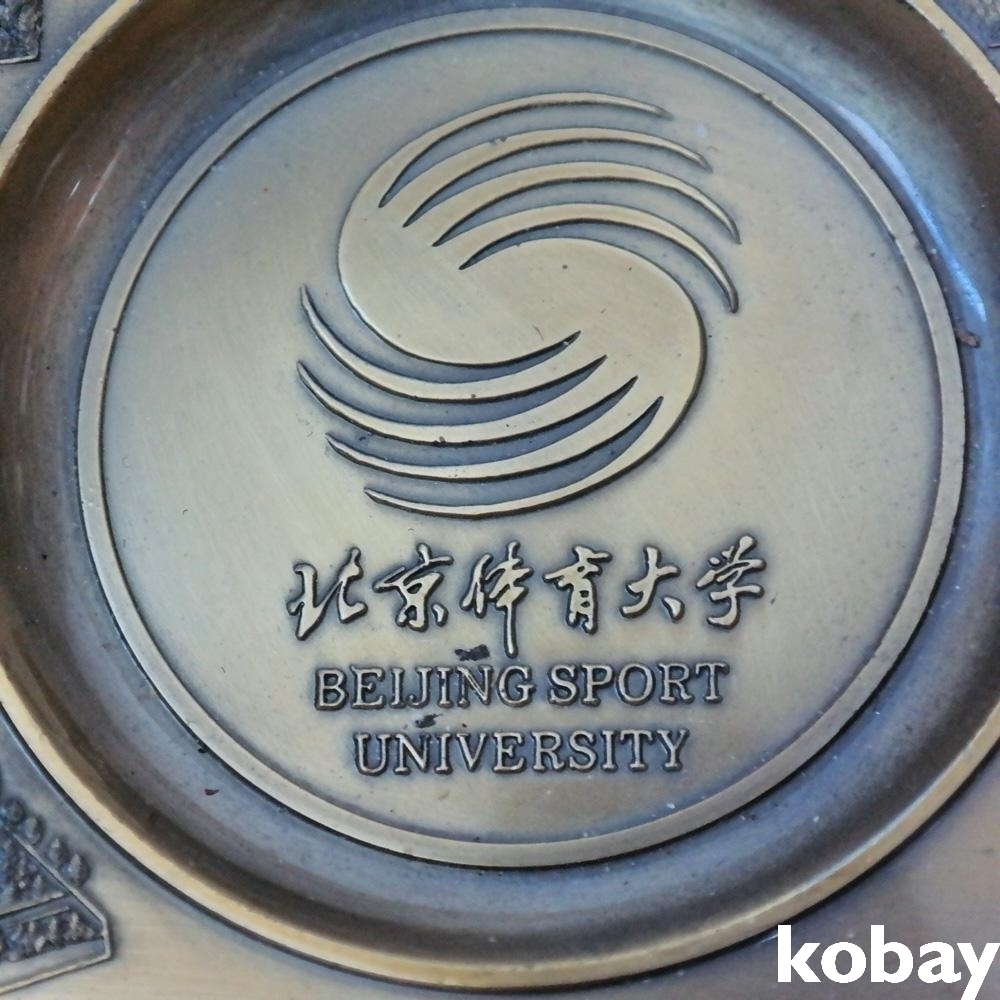 北京体育大学
BEIJING SPORT
UNIVERSITY
kobay